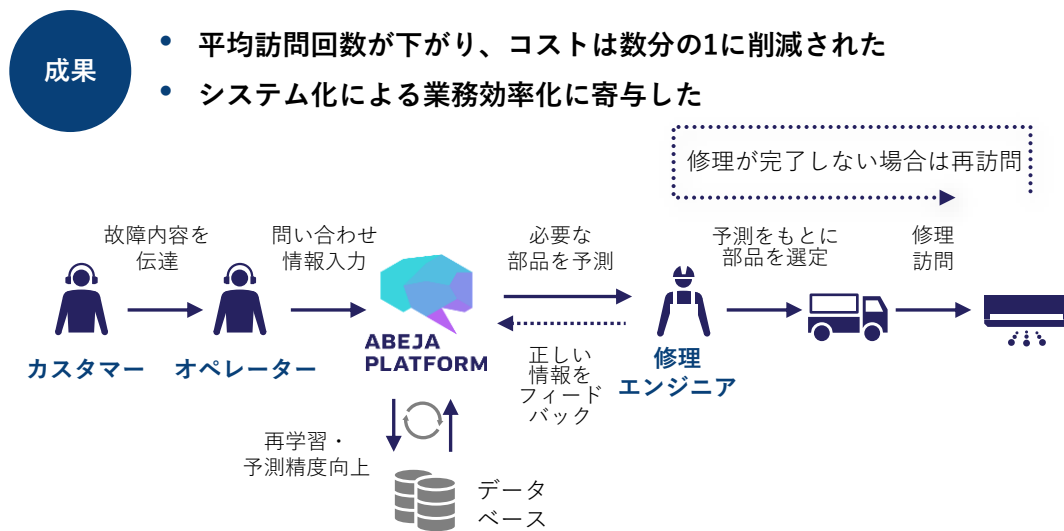 成果
• 平均訪問回数が下がり、コストは数分の1に削減された
• システム化による業務効率化に寄与した
修理が完了しない場合は再訪問
故障内容を
伝達
問い合わせ
情報入力
必要な
部品を予測
予測をもとに
部品を選定
修理
訪問
カスタマー
オペレーター
ABEJA
PLATFORM
正しい
情報を
フィード
バック
修理
エンジニア
再学習・
予測精度向上
データ
ベース